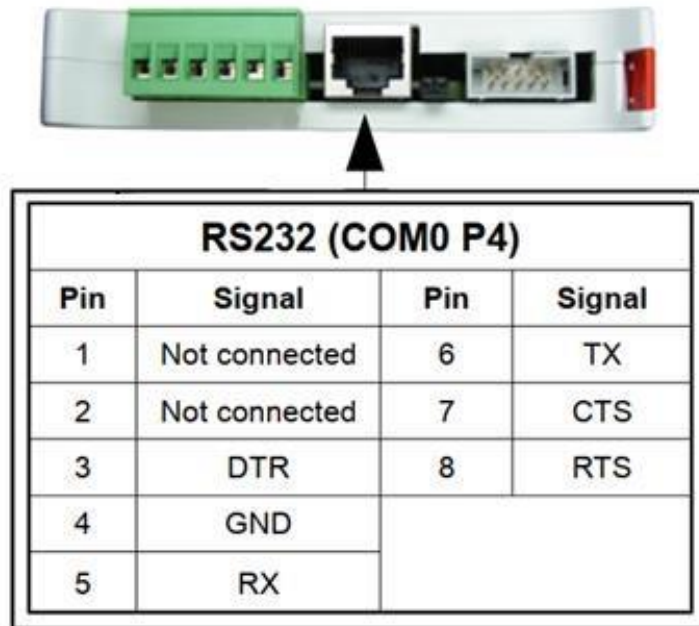 RS232 (COM0 P4)
Pin Signal Pin Signal
1 Not connected 6 TX
2 Not connected 7 CTS
3 DTR 8 RTS
4 GND
5 RX